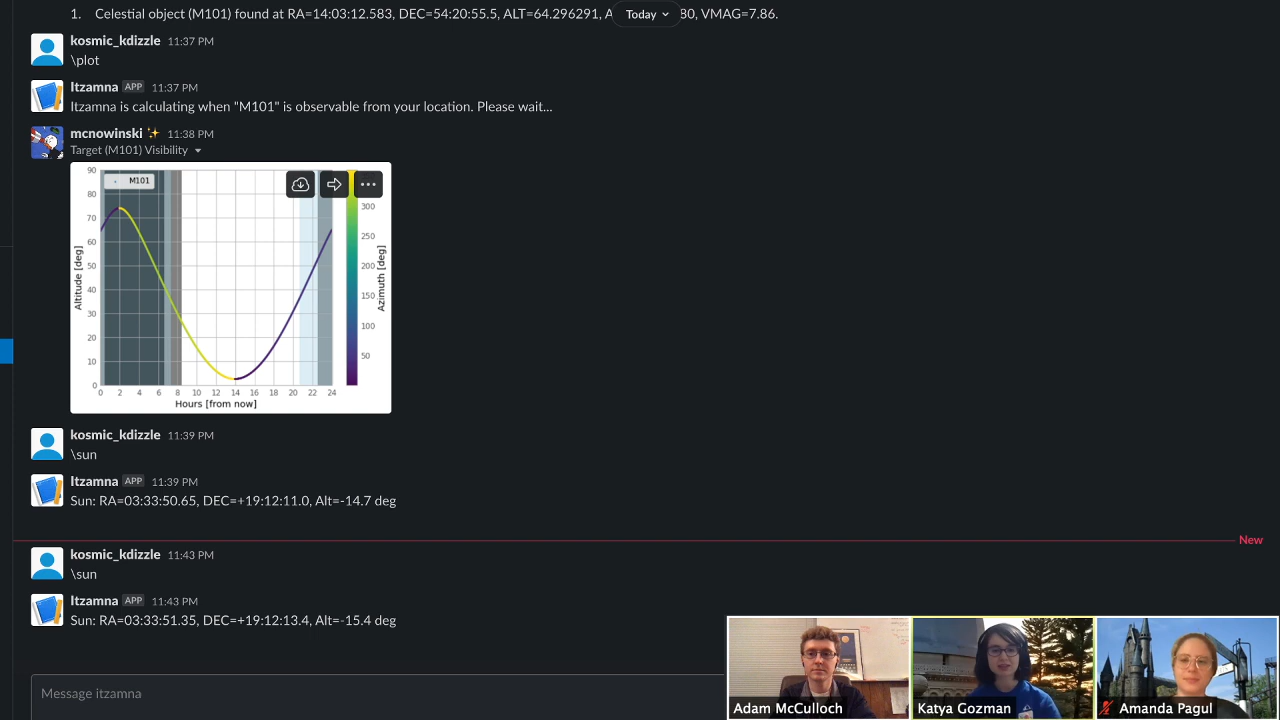 1. Celestial object (M101) found at RA=14:03:12.583, DEC=54:20:55.5, ALT=64.296291, A Today 80, VMAG=7.86.
kosmic_kdizzle 11:37 PM
\plot
Itzamna APP 11:37 PM
Itzamna is calculating when "M101" is observable from your location. Please wait...
mcnowinski 11:38 PM
Target (M101) Visibility
M101
90
80
70
60
50
40
30
20
10
0
Altitude [deg]
0 2 4 6 8 10 12 14 16 18 20 22 24
Hours [from now]
300
250
200
150
100
50
Azimuth [deg]
kosmic_kdizzle 11:39 PM
\sun
Itzamna APP 11:39 PM
Sun: RA=03:33:50.65, DEC=+19:12:11.0, Alt=-14.7 deg
New
kosmic_kdizzle 11:43 PM
\sun
Itzamna APP 11:43 PM
Sun: RA=03:33:51.35, DEC=+19:12:13.4, Alt=-15.4 deg
Message itzamna
Adam McCulloch
Katya Gozman
Amanda Pagul